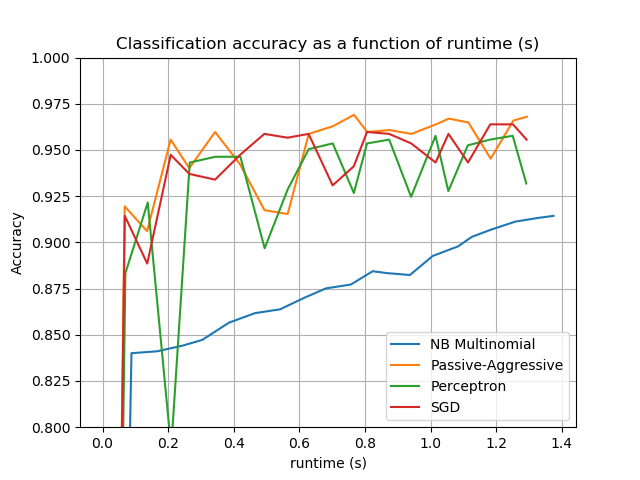 Classification accuracy as a function of runtime (s)
1.000
0.975
0.950
0.925
0.900
0.875
0.850
0.825
0.800
Accuracy
0.0 0.2 0.4 0.6 0.8 1.0 1.2 1.4
runtime (s)
NB Multinomial
Passive-Aggressive
Perceptron
SGD